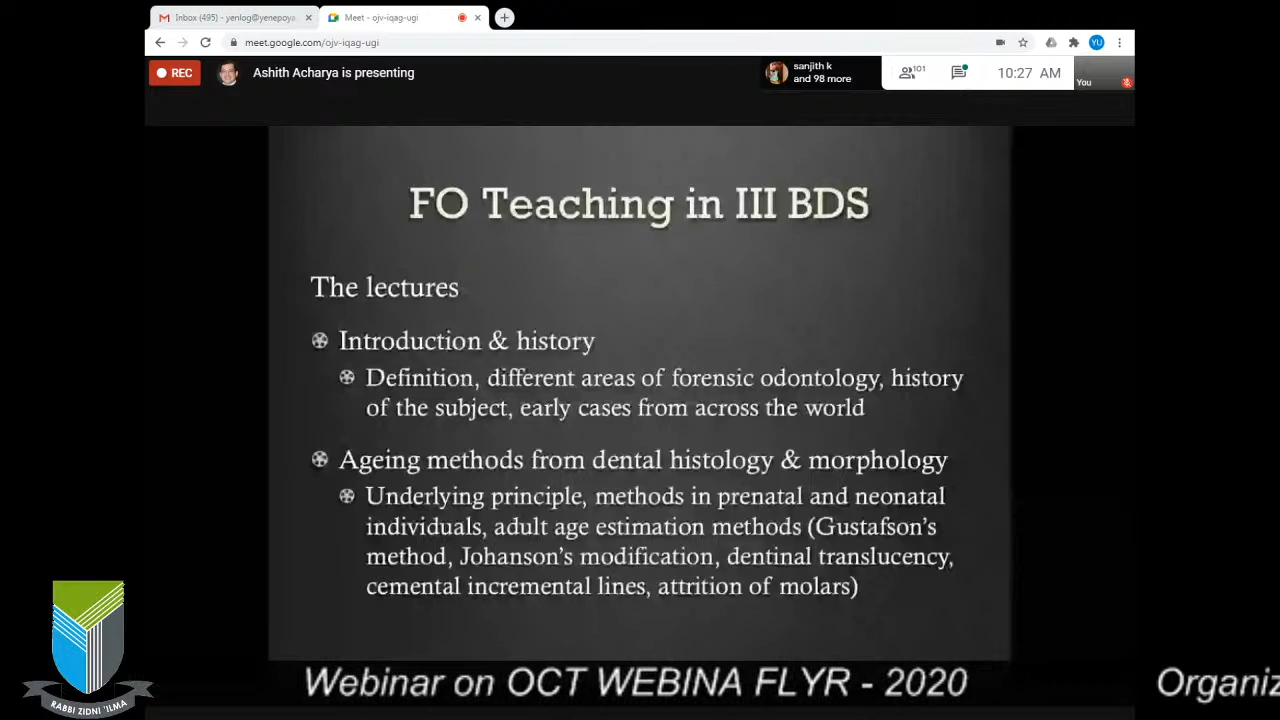 Inbox (495) - yenlog@yenepoya
Meet - ojv-iqag-ugi
meet.google.com/ojv-iqag-ugi
YU
REC
Ashith Acharya is presenting
sanjith k
and 98 more
101
10:27 AM
You
FO Teaching in III BDS
The lectures
Introduction & history
Definition, different areas of forensic odontology, history
of the subject, early cases from across the world
Ageing methods from dental histology & morphology
Underlying principle, methods in prenatal and neonatal
individuals, adult age estimation methods (Gustafson's
method, Johanson's modification, dentinal translucency,
cemental incremental lines, attrition of molars)
RABBI ZIDNI 'ILMA
Webinar on OCT WEBINA FLYR - 2020
Organiz